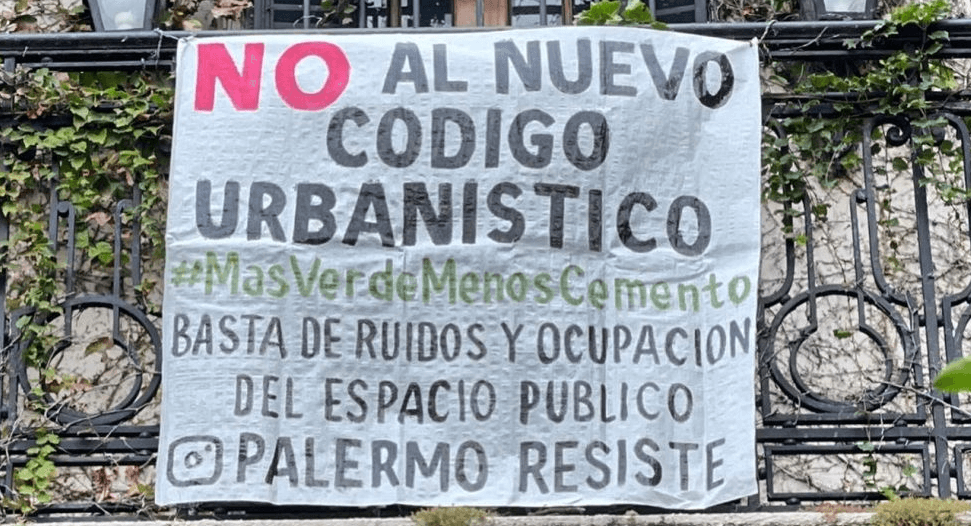 NO AL NUEVO
CODIGO
URBANISTICO
#MasVerdeMenosCemento
BASTA DE RUIDOS Y OCUPACION
DEL ESPACIO PUBLICO
PALERMO RESISTE